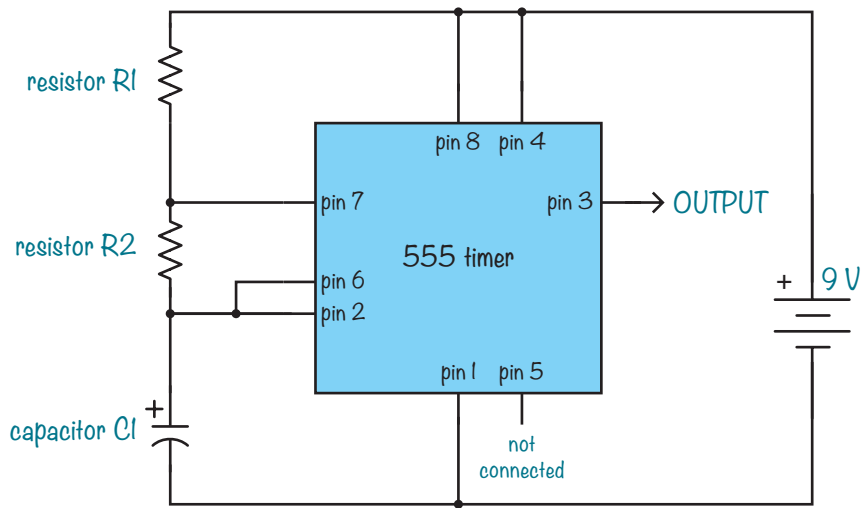 resistor R1
pin 8 pin 4
pin 7
pin 3
OUTPUT
resistor R2
555 timer
pin 6
+ 9 V
pin 2
pin 1 pin 5
+
capacitor C1
not
connected